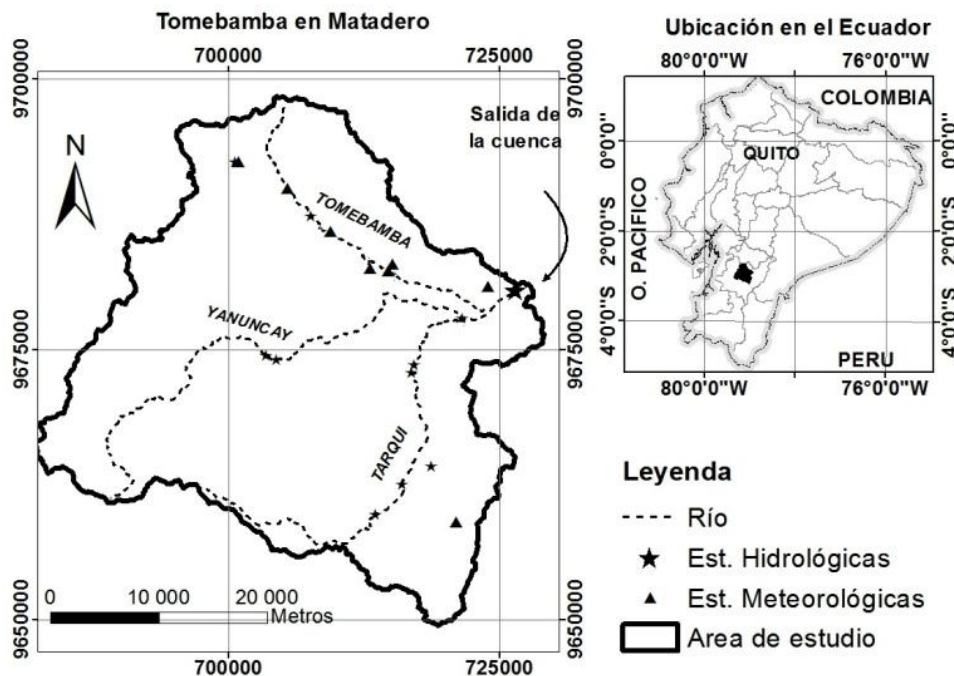 Tomebamba en Matadero
700000
725000
9700000
9700000
Salida de
la cuenca
N
TOMEBAMBA
YANUNCAY
TARQUI
9675000
9675000
0
10 000
20 000
Metros
9650000
9650000
700000
725000
Ubicación en el Ecuador
80°0'0"W
76°0'0"W
COLOMBIA
QUITO
O. PACIFICO
PERU
0°0'0"
2°0'0"S
4°0'0"S
0°0'0"
2°0'0"S
4°0'0"S
80°0'0"W
76°0'0"W
Leyenda
Río
Est. Hidrológicas
Est. Meteorológicas
Area de estudio